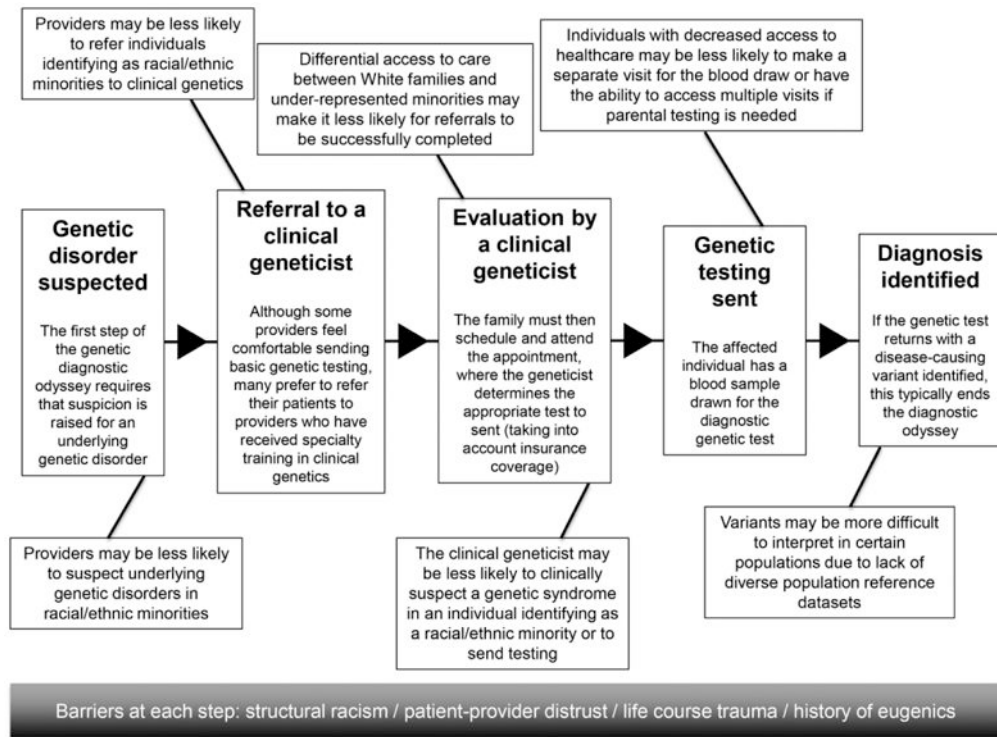 Providers may be less likely
to refer individuals
identifying as racial/ethnic
minorities to clinical genetics
Differential access to care
between White families and
under-represented minorities may
make it less likely for referrals to
be successfully completed
Individuals with decreased access to
healthcare may be less likely to make a
separate visit for the blood draw or have
the ability to access multiple visits if
parental testing is needed
Genetic
disorder
suspected
The first step of
the genetic
diagnostic
odyssey requires
that suspicion is
raised for an
underlying
genetic disorder
Referral to a
clinical
geneticist
Although some
providers feel
comfortable sending
basic genetic testing,
many prefer to refer
their patients to
providers who have
received specialty
training in clinical
genetics
Evaluation by
a clinical
geneticist
The family must then
schedule and attend
the appointment,
where the geneticist
determines the
appropriate test to
sent (taking into
account insurance
coverage)
Genetic
testing
sent
The affected
individual has a
blood sample
drawn for the
diagnostic
genetic test
Diagnosis
identified
If the genetic test
returns with a
disease-causing
variant identified,
this typically ends
the diagnostic
odyssey
Providers may be less likely
to suspect underlying
genetic disorders in
racial/ethnic minorities
The clinical geneticist may
be less likely to clinically
suspect a genetic syndrome
in an individual identifying as
a racial/ethnic minority or to
send testing
Variants may be more difficult
to interpret in certain
populations due to lack of
diverse population reference
datasets
Barriers at each step: structural racism / patient-provider distrust / life course trauma / history of eugenics